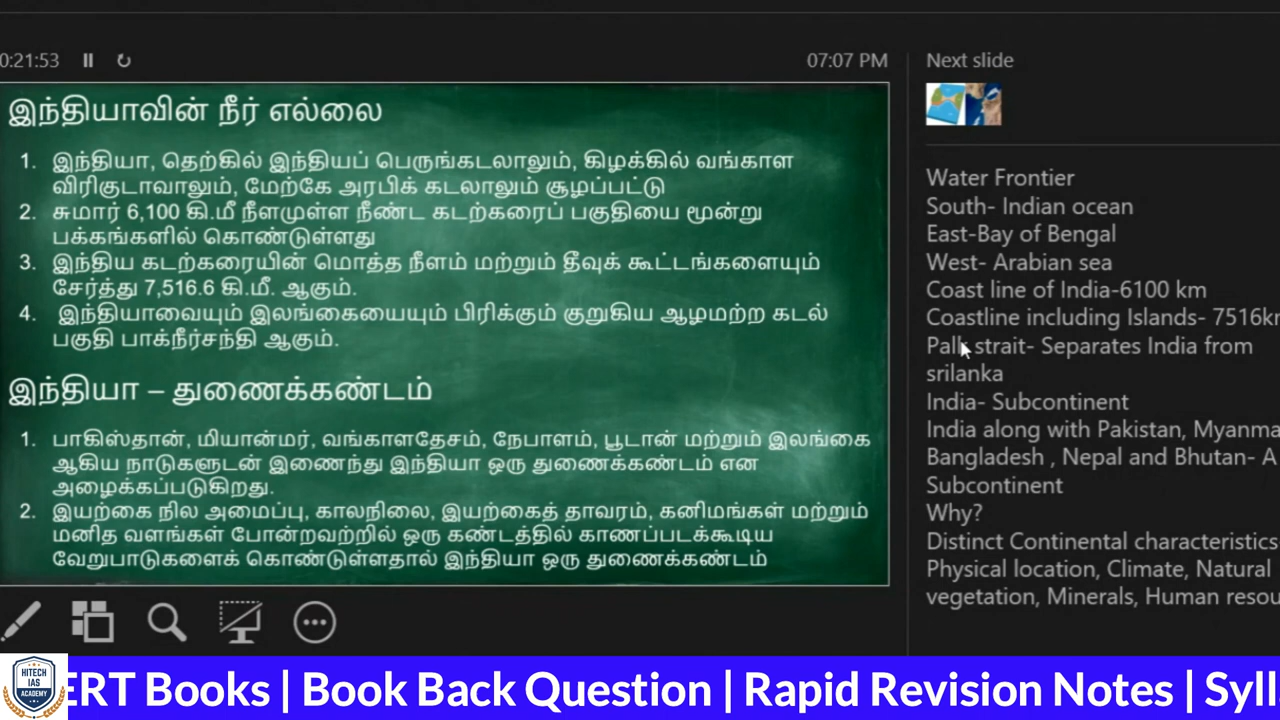 0:21:53
07:07 PM
இந்தியாவின் நீர் எல்லை
1. இந்தியா, தெற்கில் இந்தியப் பெருங்கடலாலும், கிழக்கில் வங்காள
விரிகுடாவாலும், மேற்கே அரபிக் கடலாலும் சூழப்பட்டு
2. சுமார் 6,100 கி.மீ நீளமுள்ள நீண்ட கடற்கரைப் பகுதியை மூன்று
பக்கங்களில் கொண்டுள்ளது
3. இந்திய கடற்கரையின் மொத்த நீளம் மற்றும் தீவுக் கூட்டங்களையும்
சேர்த்து 7,516.6 கி.மீ. ஆகும்.
4. இந்தியாவையும் இலங்கையையும் பிரிக்கும் குறுகிய ஆழமற்ற கடல்
பகுதி பாக்நீர்சந்தி ஆகும்.
இந்தியா – துணைக்கண்டம்
1. பாகிஸ்தான், மியான்மர், வங்காளதேசம், நேபாளம், பூடான் மற்றும் இலங்கை
ஆகிய நாடுகளுடன் இணைந்து இந்தியா ஒரு துணைக்கண்டம் என
அழைக்கப்படுகிறது.
2. இயற்கை நில அமைப்பு, காலநிலை, இயற்கைத் தாவரம், கனிமங்கள் மற்றும்
மனித வளங்கள் போன்றவற்றில் ஒரு கண்டத்தில் காணப்படக்கூடிய
வேறுபாடுகளைக் கொண்டுள்ளதால் இந்தியா ஒரு துணைக்கண்டம்
Next slide
Water Frontier
South- Indian ocean
East-Bay of Bengal
West- Arabian sea
Coast line of India-6100 km
Coastline including Islands- 7516k
Palk strait- Separates India from
srilanka
India- Subcontinent
India along with Pakistan, Myanma
Bangladesh , Nepal and Bhutan- A
Subcontinent
Why?
Distinct Continental characteristics
Physical location, Climate, Natural
vegetation, Minerals, Human resou
HITECH
IAS
ACADEMY
ERT Books | Book Back Question | Rapid Revision Notes | Syll